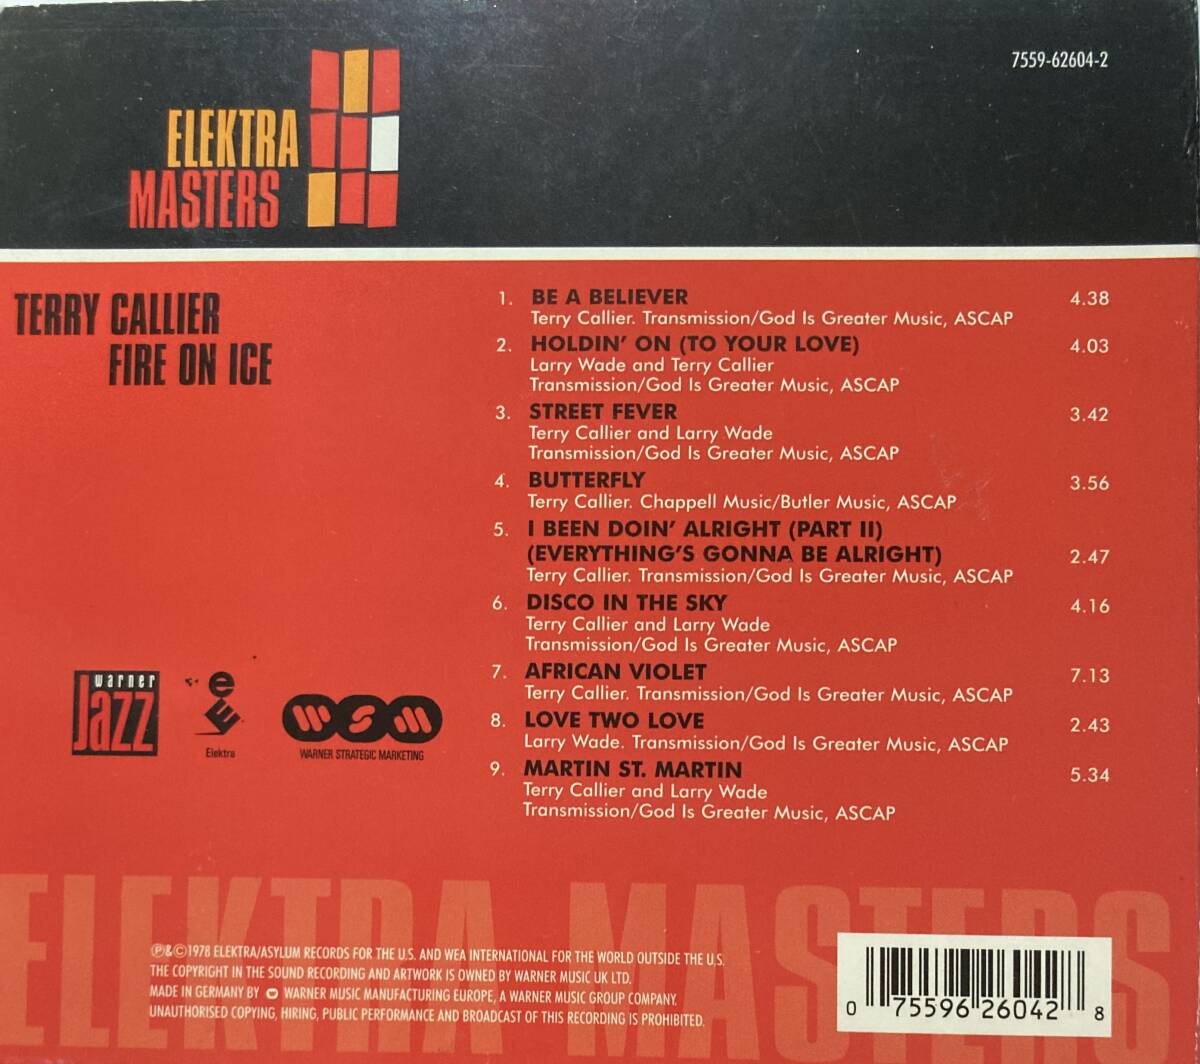 7559-62604-2
ELEKTRA
MASTERS
TERRY CALLIER
FIRE ON ICE
1. BE A BELIEVER 4.38
Terry Callier. Transmission/God Is Greater Music, ASCAP
2. HOLDIN' ON (TO YOUR LOVE) 4.03
Larry Wade and Terry Callier
Transmission/God Is Greater Music, ASCAP
3. STREET FEVER 3.42
Terry Callier and Larry Wade
Transmission/God Is Greater Music, ASCAP
4. BUTTERFLY 3.56
Terry Callier. Chappell Music/Butler Music, ASCAP
5. I BEEN DOIN' ALRIGHT (PART II)
(EVERYTHING'S GONNA BE ALRIGHT) 2.47
Terry Callier. Transmission/God Is Greater Music, ASCAP
6. DISCO IN THE SKY 4.16
Terry Callier and Larry Wade
Transmission/God Is Greater Music, ASCAP
7. AFRICAN VIOLET 7.13
Terry Callier. Transmission/God Is Greater Music, ASCAP
8. LOVE TWO LOVE 2.43
Larry Wade. Transmission/God Is Greater Music, ASCAP
9. MARTIN ST. MARTIN 5.34
Terry Callier and Larry Wade
Transmission/God Is Greater Music, ASCAP
warner
Jazz
Elektra
WSM
WARNER STRATEGIC MARKETING
ELEKTRA MASTERS
℗&©1978 ELEKTRA/ASYLUM RECORDS FOR THE U.S. AND WEA INTERNATIONAL FOR THE WORLD OUTSIDE THE U.S.
THE COPYRIGHT IN THE SOUND RECORDING AND ARTWORK IS OWNED BY WARNER MUSIC UK LTD.
MADE IN GERMANY BY WARNER MUSIC MANUFACTURING EUROPE, A WARNER MUSIC GROUP COMPANY.
UNAUTHORISED COPYING, HIRING, PUBLIC PERFORMANCE AND BROADCAST OF THIS RECORDING IS PROHIBITED.
0 75596 26042 8